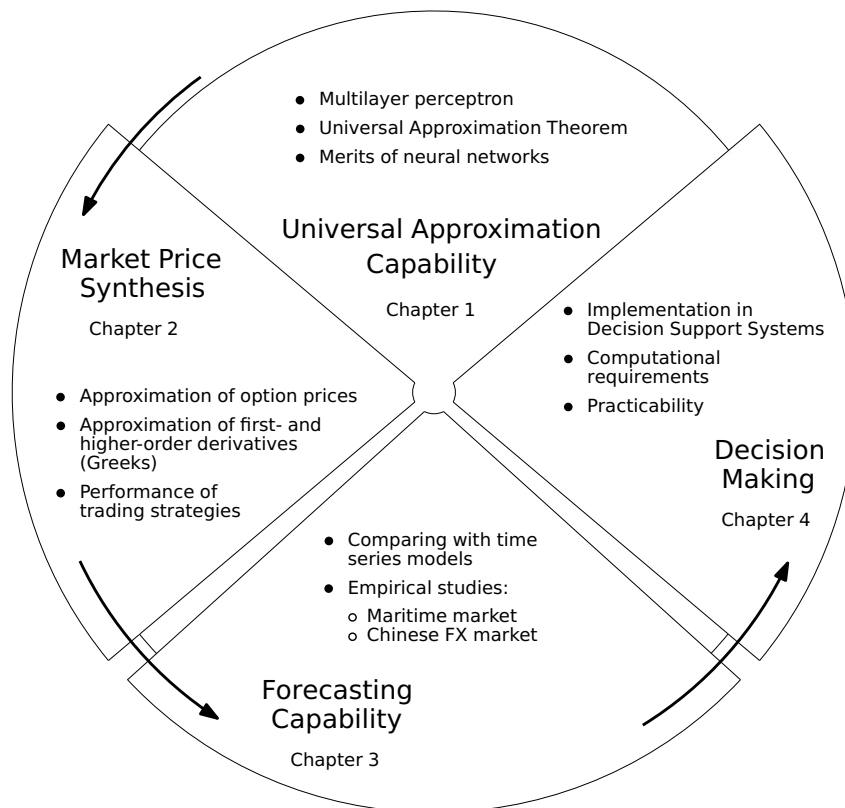 ● Multilayer perceptron
● Universal Approximation Theorem
● Merits of neural networks
Universal Approximation
Capability
Chapter 1
Market Price
Synthesis
Chapter 2
● Approximation of option prices
● Approximation of first- and
higher-order derivatives
(Greeks)
● Performance of
trading strategies
● Comparing with time
series models
● Empirical studies:
○ Maritime market
○ Chinese FX market
Forecasting
Capability
Chapter 3
● Implementation in
Decision Support Systems
● Computational
requirements
● Practicability
Decision
Making
Chapter 4